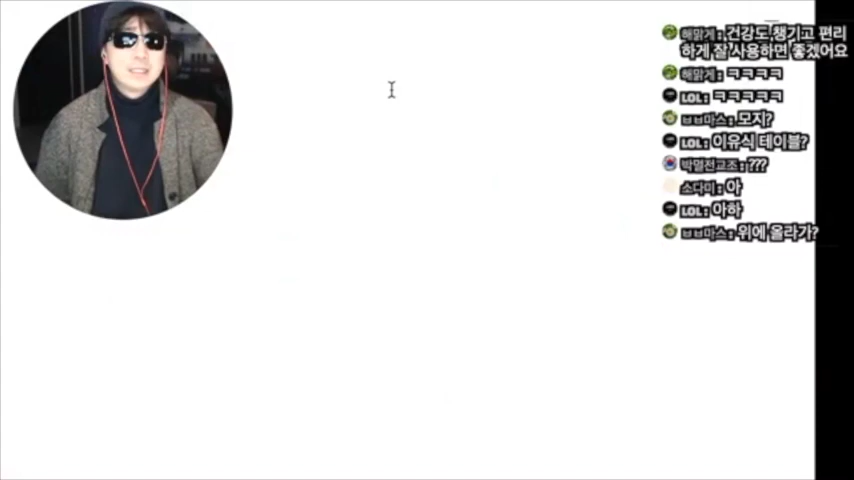 해맑게 : 건강도 챙기고 편리
하게 잘 사용하면 좋겠어요
해맑게 : ㅋㅋㅋㅋ
LOL : ㅋㅋㅋㅋㅋ
ㅂㅂ마스 : 모지?
LOL : 이유식 테이블?
박멸전교조 : ???
소다미 : 아
LOL : 아하
ㅂㅂ마스 : 위에 올라가?